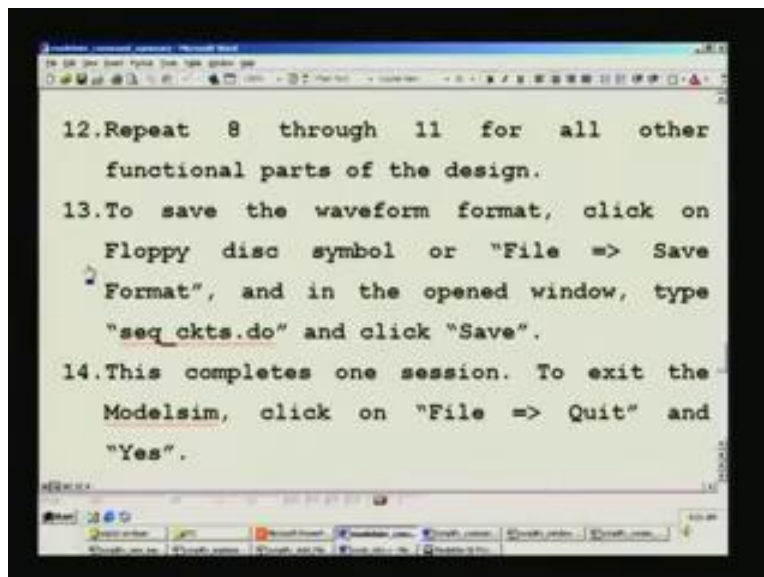 12.Repeat 8 through 11 for all other
functional parts of the design.
13.To save the waveform format, click on
Floppy disc symbol or "File => Save
Format", and in the opened window, type
"seq_ckts.do" and click "Save".
14.This completes one session. To exit the
Modelsim, click on "File => Quit" and
"Yes".